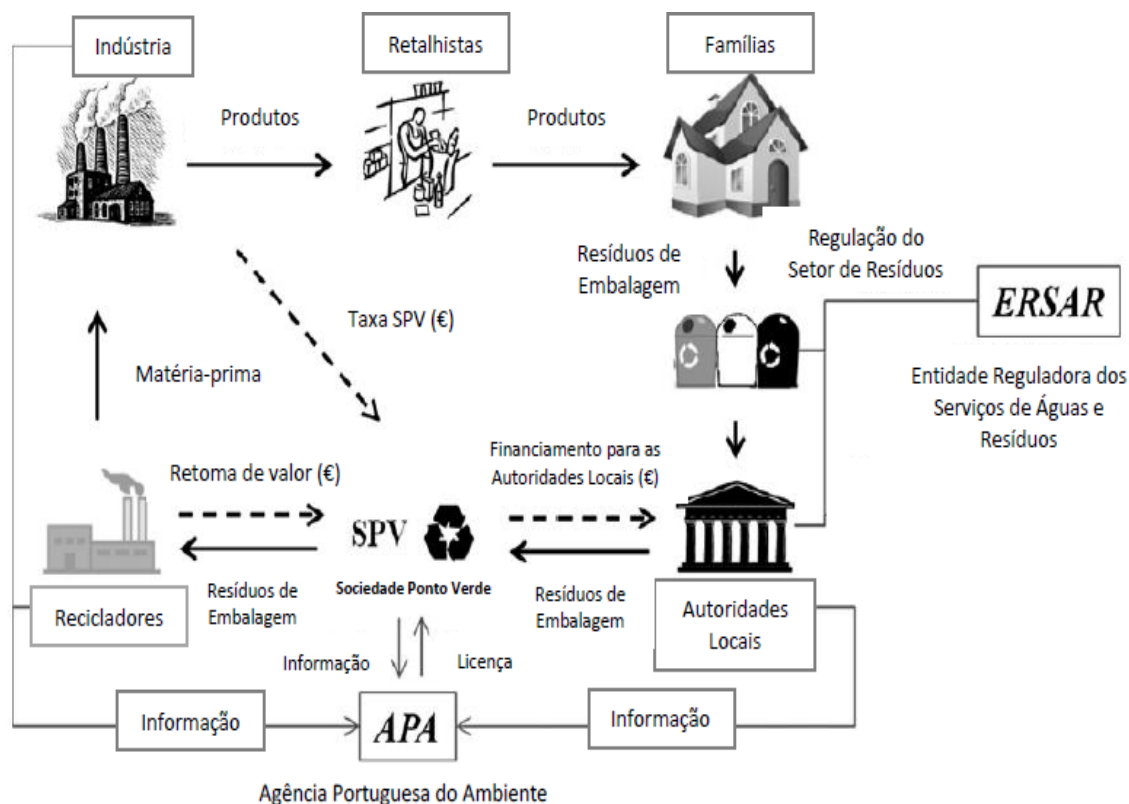 Indústria
Retalhistas
Famílias
Produtos
Produtos
Resíduos de
Embalagem
Regulação do
Setor de Resíduos
ERSAR
Entidade Reguladora dos
Serviços de Águas e
Resíduos
Taxa SPV (€)
Matéria-prima
Retoma de valor (€)
Financiamento para as
Autoridades Locais (€)
SPV
Sociedade Ponto Verde
Resíduos de
Embalagem
Resíduos de
Embalagem
Recicladores
Autoridades
Locais
Informação
Licença
Informação
APA
Informação
Agência Portuguesa do Ambiente